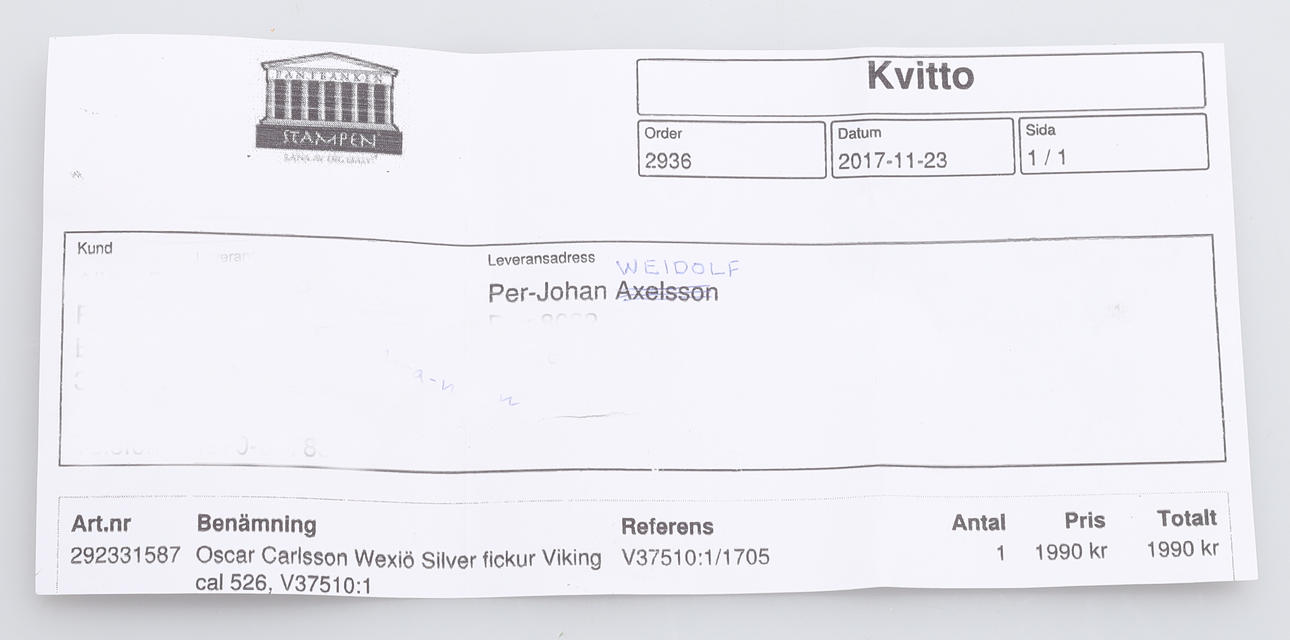 PANTBANKEN
STAMPEN
Kvitto
Order
2936
Datum
2017-11-23
Sida
1 / 1
Kund
Leveransadress
WEIDOLF
Per-Johan Axelsson
Art.nr Benämning Referens Antal Pris Totalt
292331587 Oscar Carlsson Wexiö Silver fickur Viking V37510:1/1705 1 1990 kr 1990 kr
cal 526, V37510:1